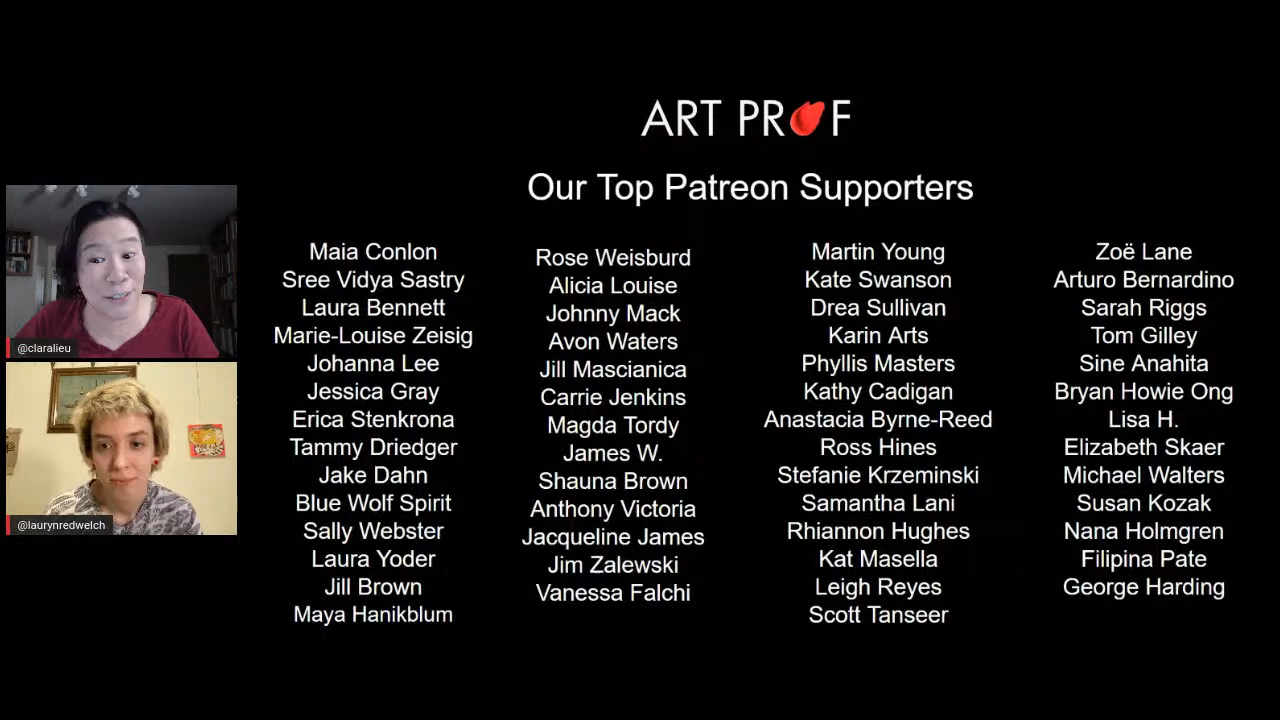 ART PROOF
Our Top Patreon Supporters
Maia Conlon
Sree Vidya Sastry
Laura Bennett
Marie-Louise Zeisig
Johanna Lee
Jessica Gray
Erica Stenkrona
Tammy Driedger
Jake Dahn
Blue Wolf Spirit
Sally Webster
Laura Yoder
Jill Brown
Maya Hanikblum
Rose Weisburd
Alicia Louise
Johnny Mack
Avon Waters
Jill Mascianica
Carrie Jenkins
Magda Tordy
James W.
Shauna Brown
Anthony Victoria
Jacqueline James
Jim Zalewski
Vanessa Falchi
Martin Young
Kate Swanson
Drea Sullivan
Karin Arts
Phyllis Masters
Kathy Cadigan
Anastacia Byrne-Reed
Ross Hines
Stefanie Krzeminski
Samantha Lani
Rhiannon Hughes
Kat Masella
Leigh Reyes
Scott Tanseer
Zoë Lane
Arturo Bernardino
Sarah Riggs
Tom Gilley
Sine Anahita
Bryan Howie Ong
Lisa H.
Elizabeth Skaer
Michael Walters
Susan Kozak
Nana Holmgren
Filipina Pate
George Harding
@claralieu
@laurynredwelch